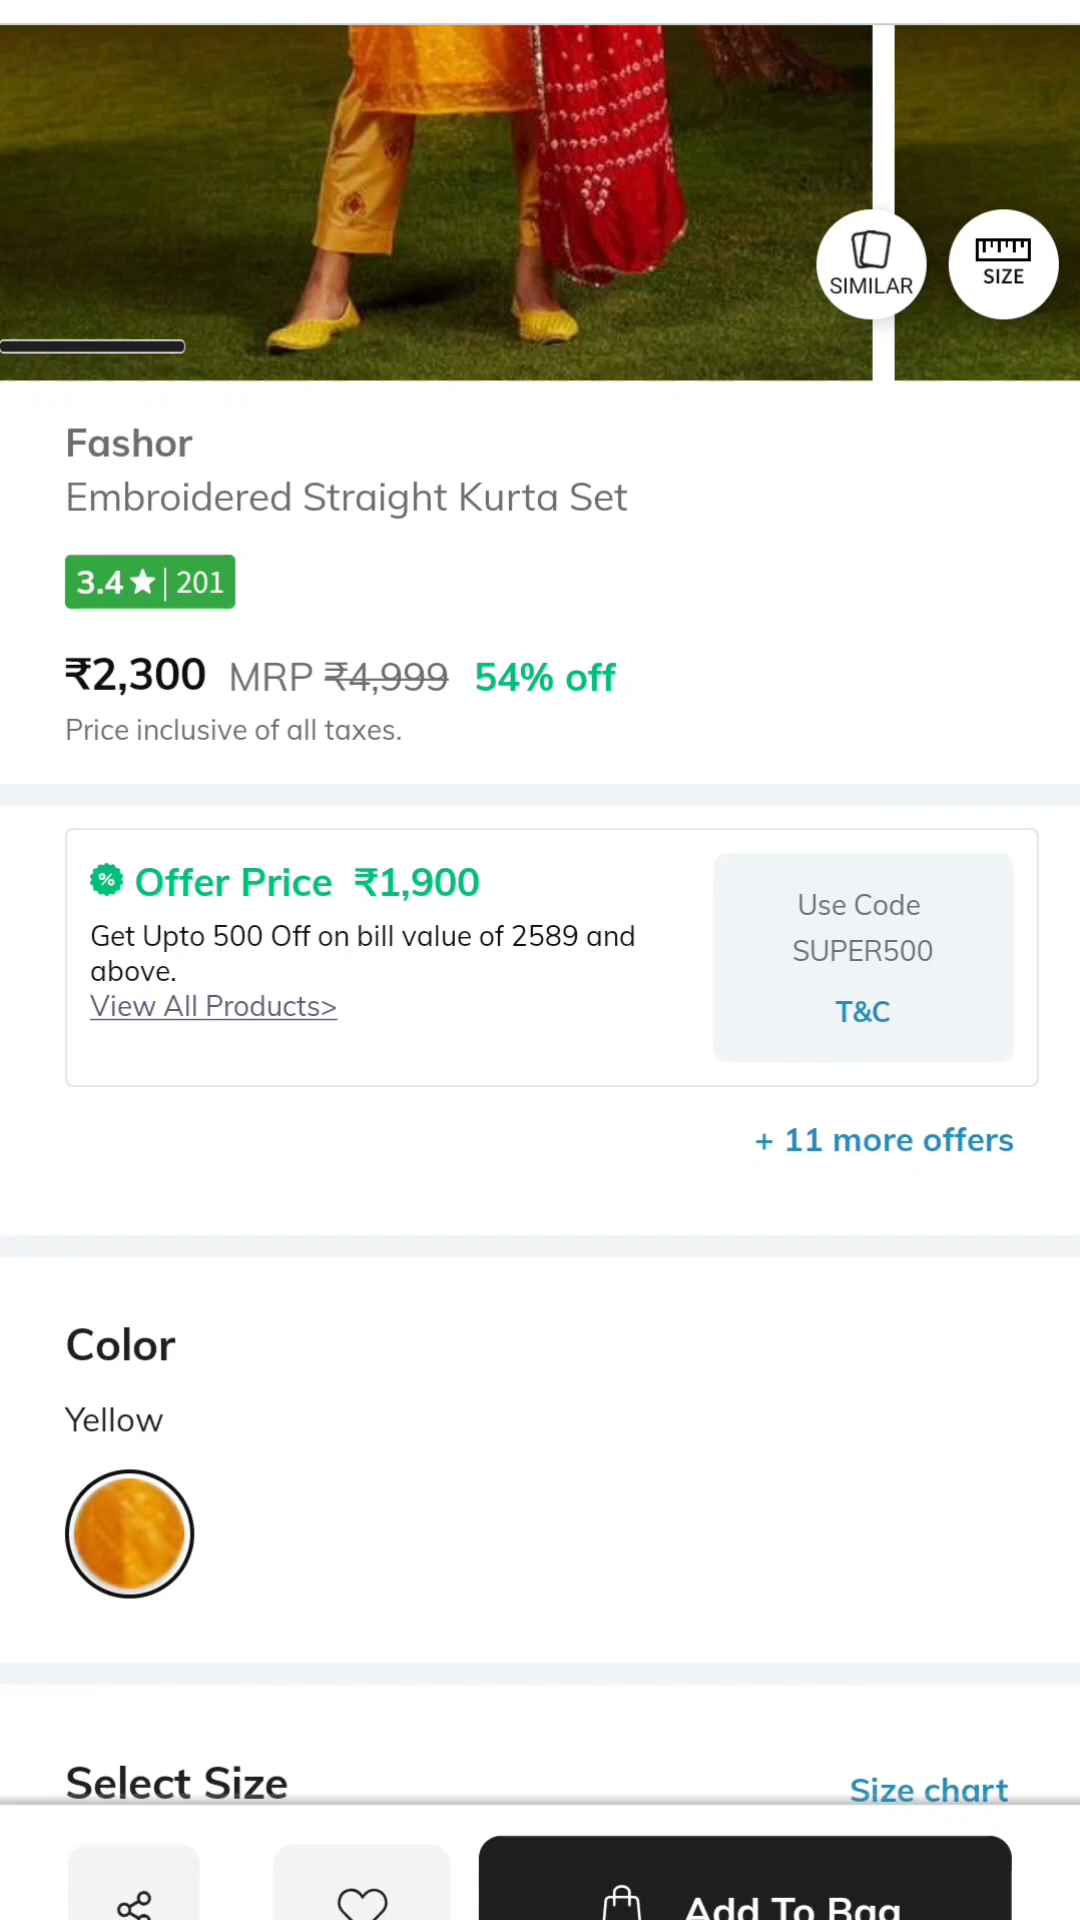 SIMILAR
SIZE
Fashor
Embroidered Straight Kurta Set
3.4★|201
₹2,300 MRP ₹4,999 54% off
Price inclusive of all taxes.
% Offer Price ₹1,900
Get Upto 500 Off on bill value of 2589 and
above.
View All Products>
Use Code
SUPER500
T&C
+ 11 more offers
Color
Yellow
Select Size
Size chart
Add To Bag